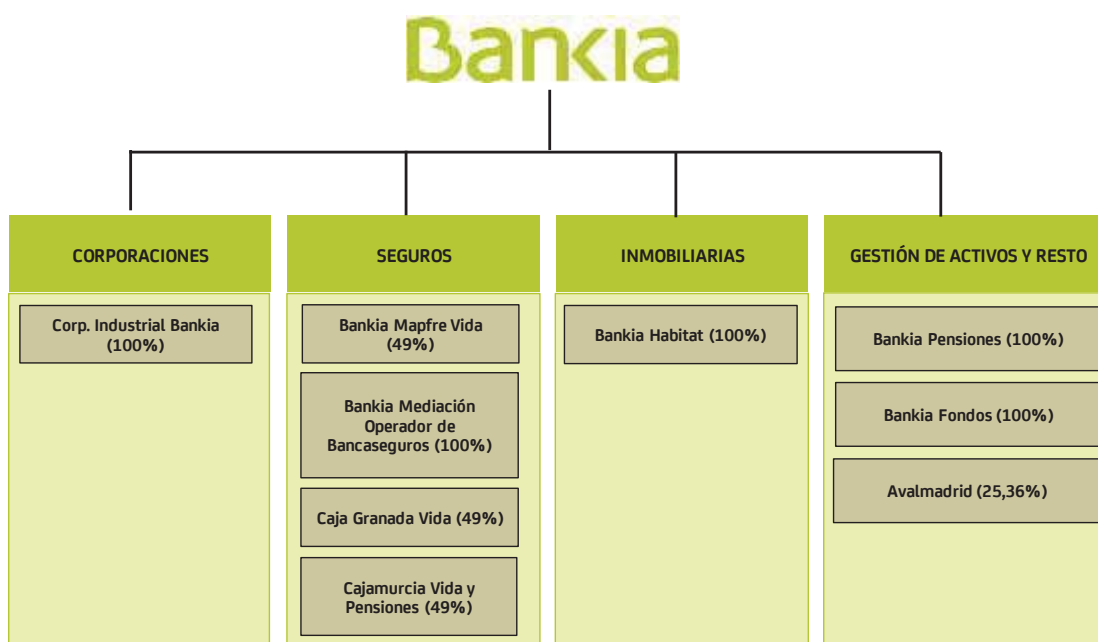 Bankia
CORPORACIONES
Corp. Industrial Bankia
(100%)
SEGUROS
Bankia Mapfre Vida
(49%)
Bankia Mediación
Operador de
Bancaseguros (100%)
Caja Granada Vida (49%)
Cajamurcia Vida y
Pensiones (49%)
INMOBILIARIAS
Bankia Habitat (100%)
GESTIÓN DE ACTIVOS Y RESTO
Bankia Pensiones (100%)
Bankia Fondos (100%)
Avalmadrid (25,36%)